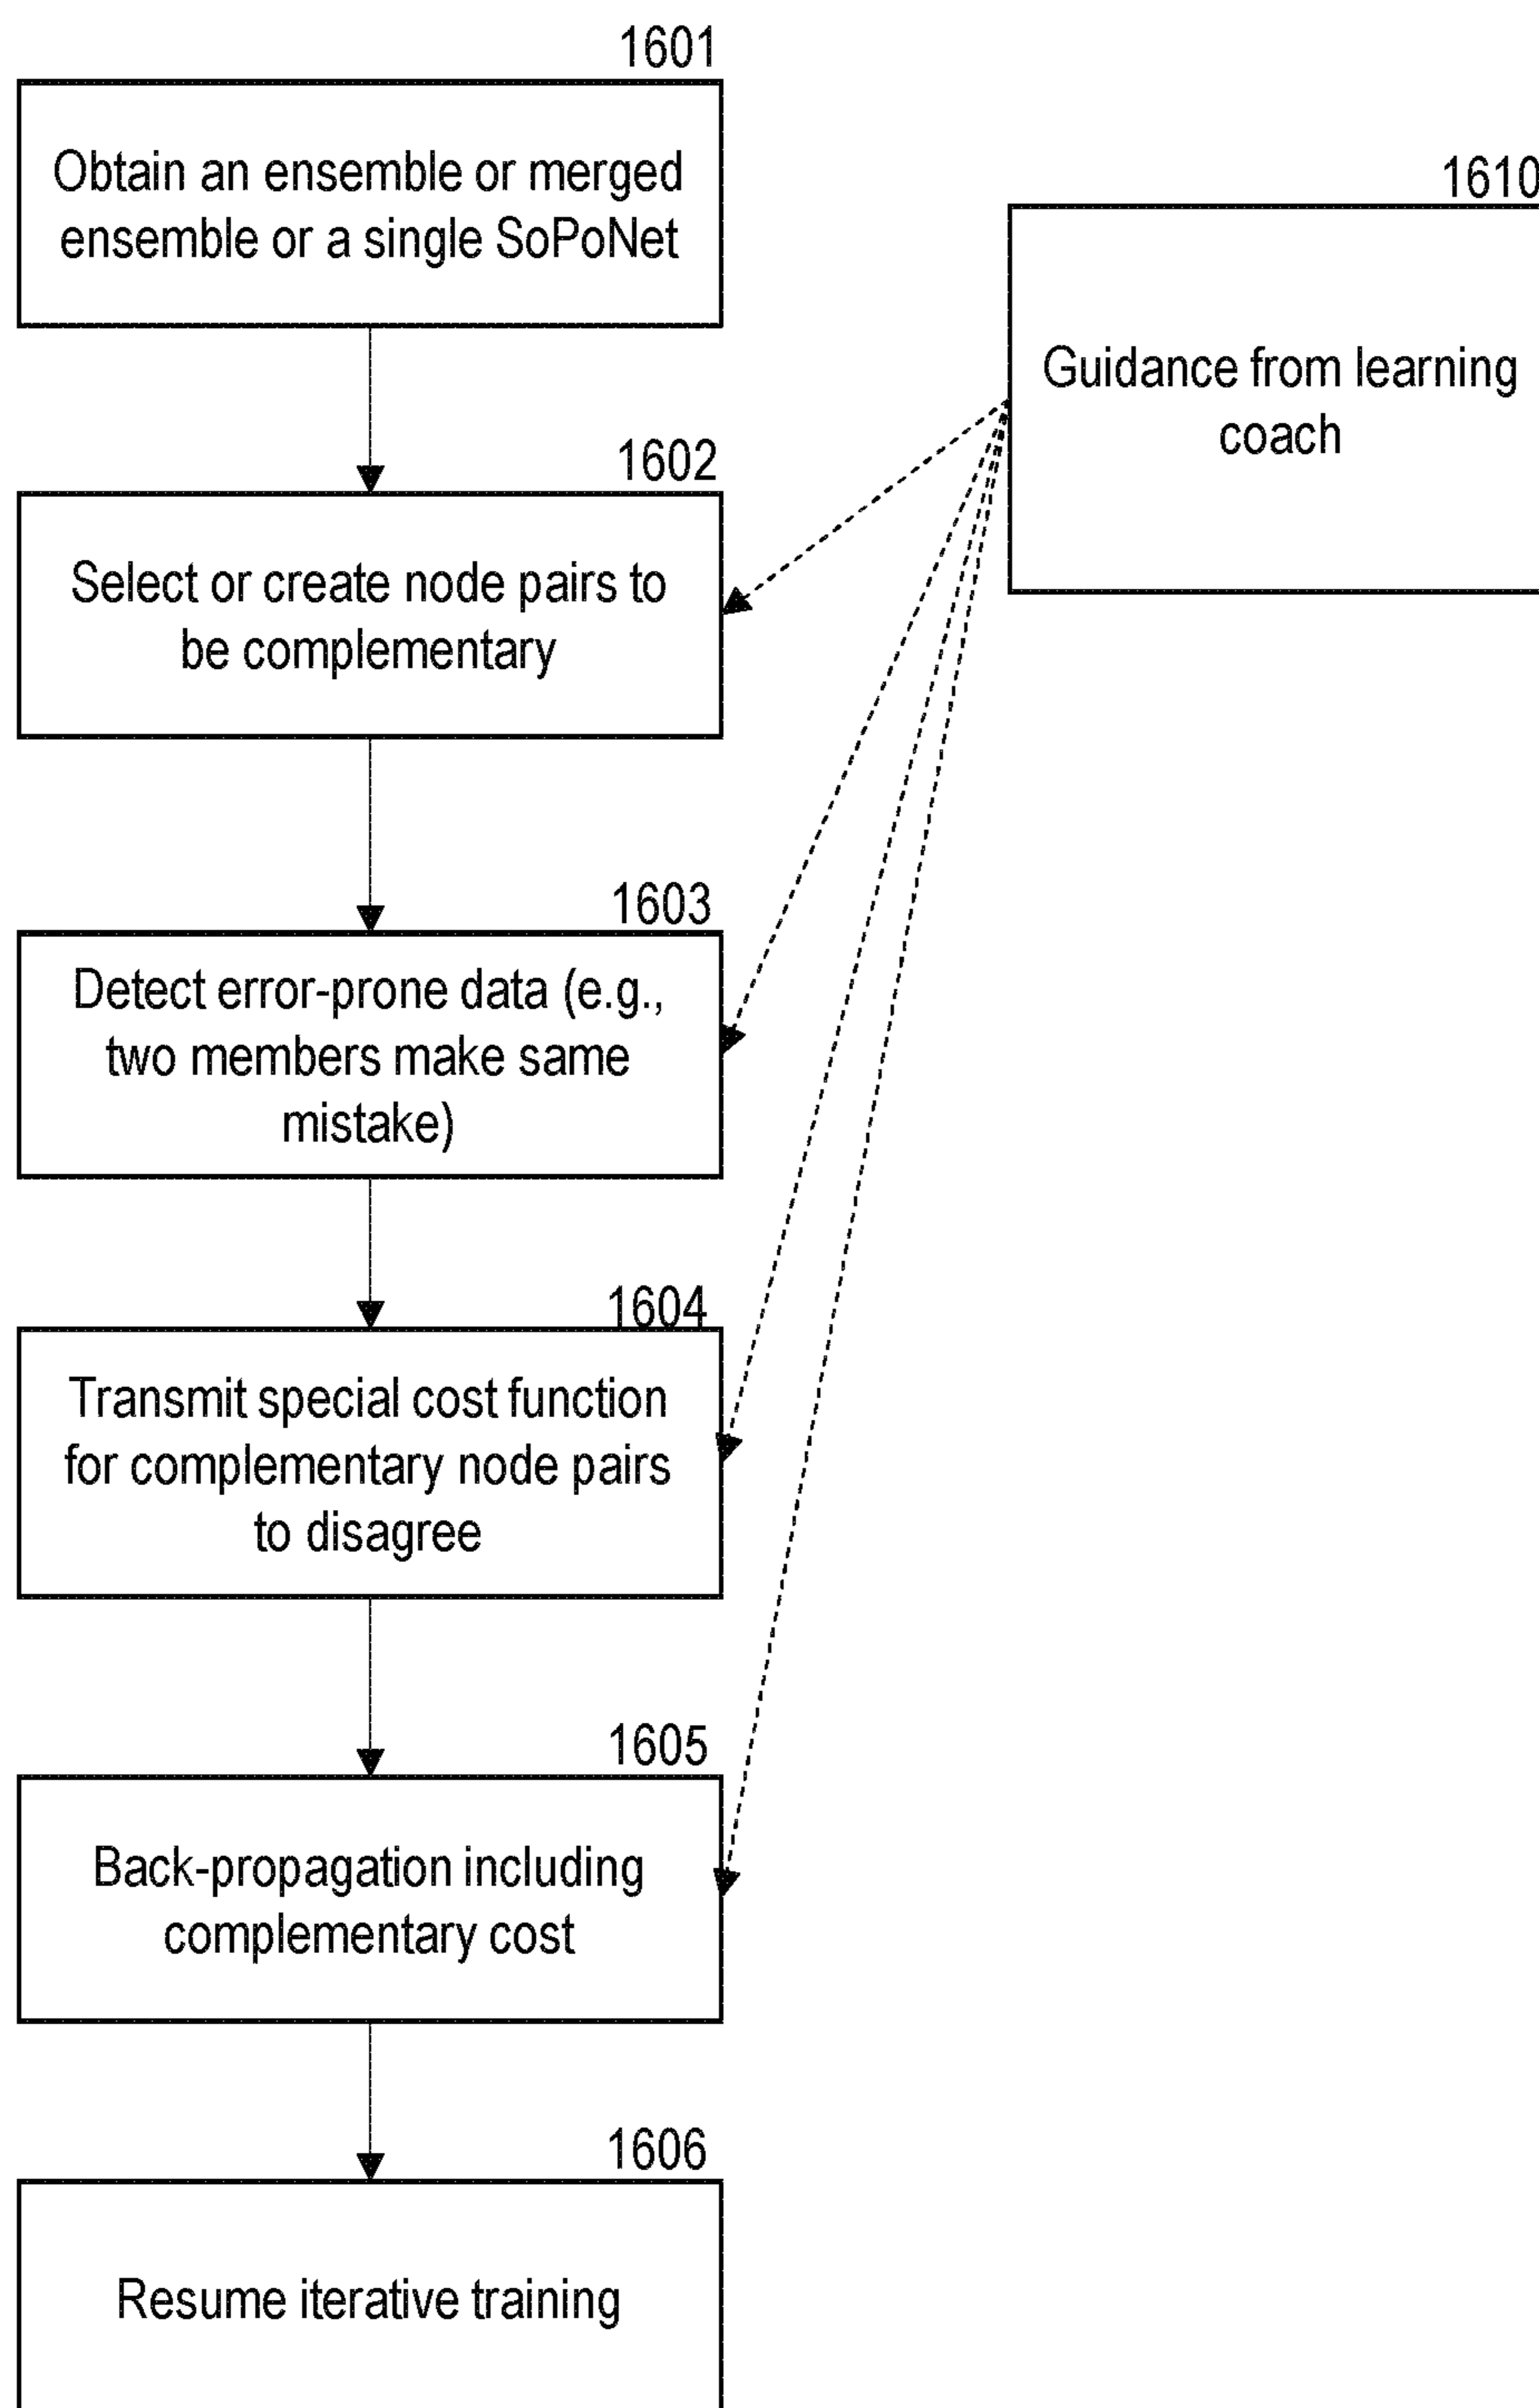 1601
Obtain an ensemble or merged
ensemble or a single SoPoNet
1610
Guidance from learning
coach
1602
Select or create node pairs to
be complementary
1603
Detect error-prone data (e.g.,
two members make same
mistake)
1604
Transmit special cost function
for complementary node pairs
to disagree
1605
Back-propagation including
complementary cost
1606
Resume iterative training